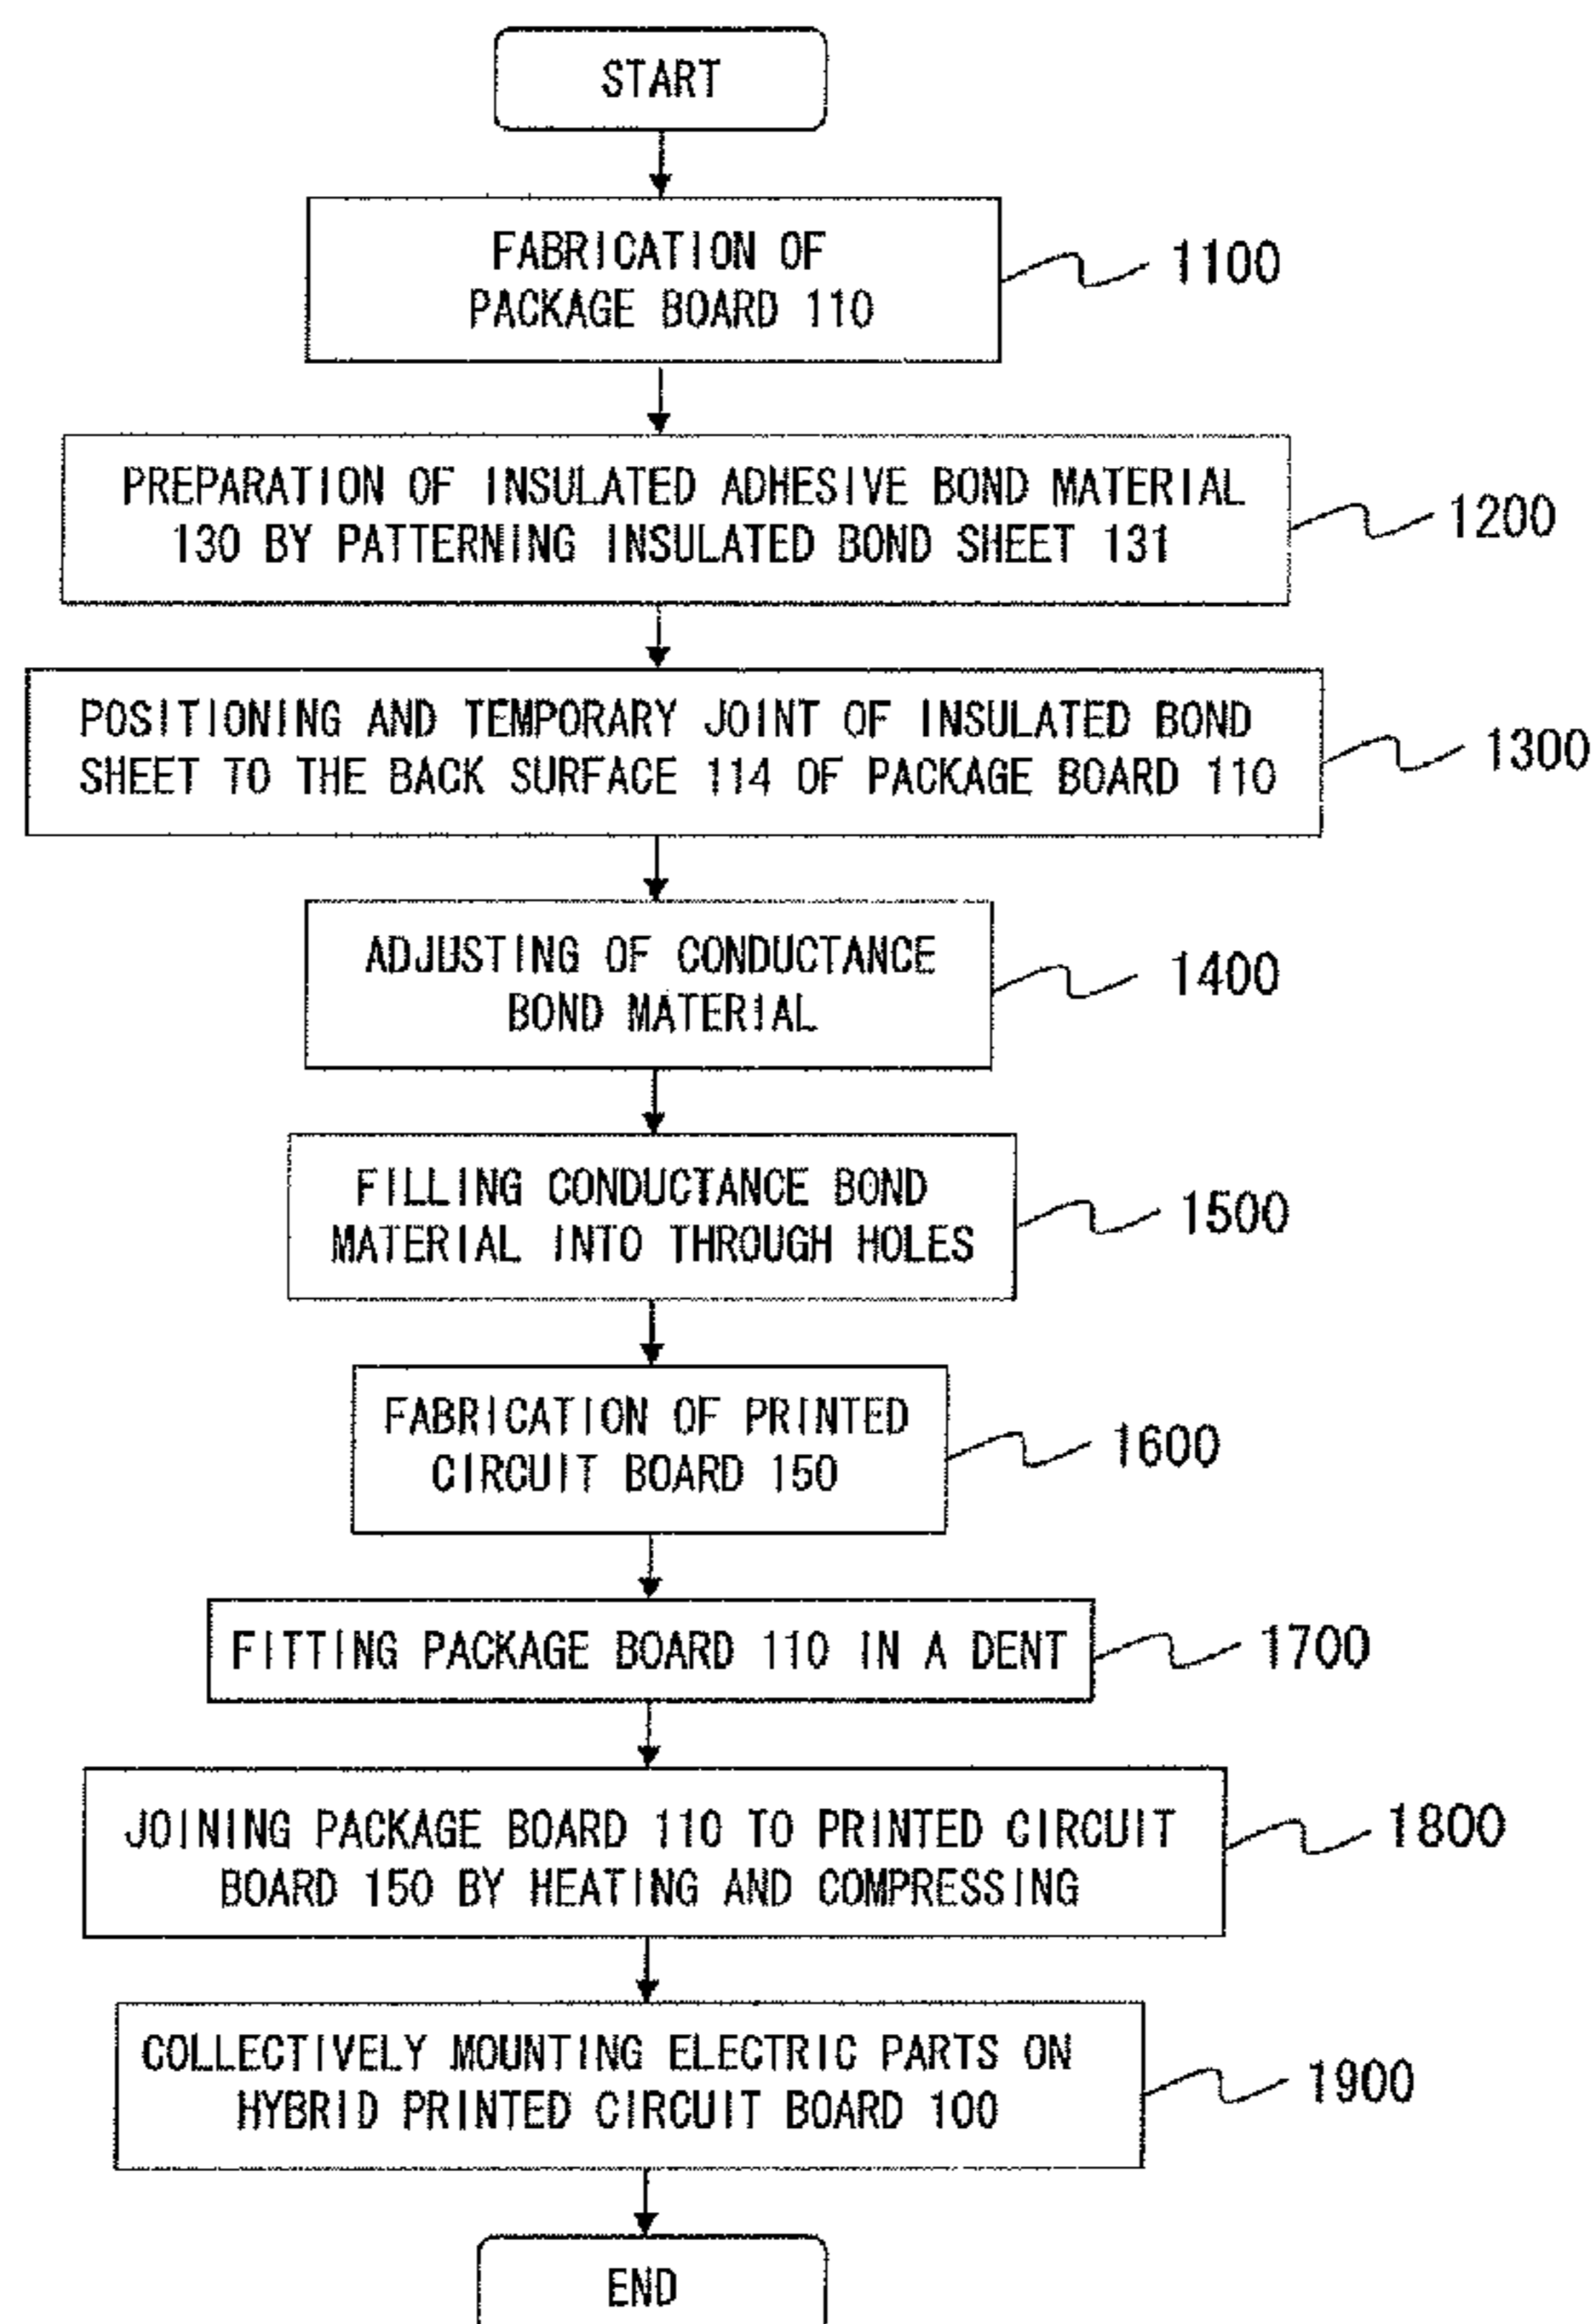 START
FABRICATION OF
PACKAGE BOARD 110
1100
PREPARATION OF INSULATED ADHESIVE BOND MATERIAL
130 BY PATTERNING INSULATED BOND SHEET 131
1200
POSITIONING AND TEMPORARY JOINT OF INSULATED BOND
SHEET TO THE BACK SURFACE 114 OF PACKAGE BOARD 110
1300
ADJUSTING OF CONDUCTANCE
BOND MATERIAL
1400
FILLING CONDUCTANCE BOND
MATERIAL INTO THROUGH HOLES
1500
FABRICATION OF PRINTED
CIRCUIT BOARD 150
1600
FITTING PACKAGE BOARD 110 IN A DENT
1700
JOINING PACKAGE BOARD 110 TO PRINTED CIRCUIT
BOARD 150 BY HEATING AND COMPRESSING
1800
COLLECTIVELY MOUNTING ELECTRIC PARTS ON
HYBRID PRINTED CIRCUIT BOARD 100
1900
END